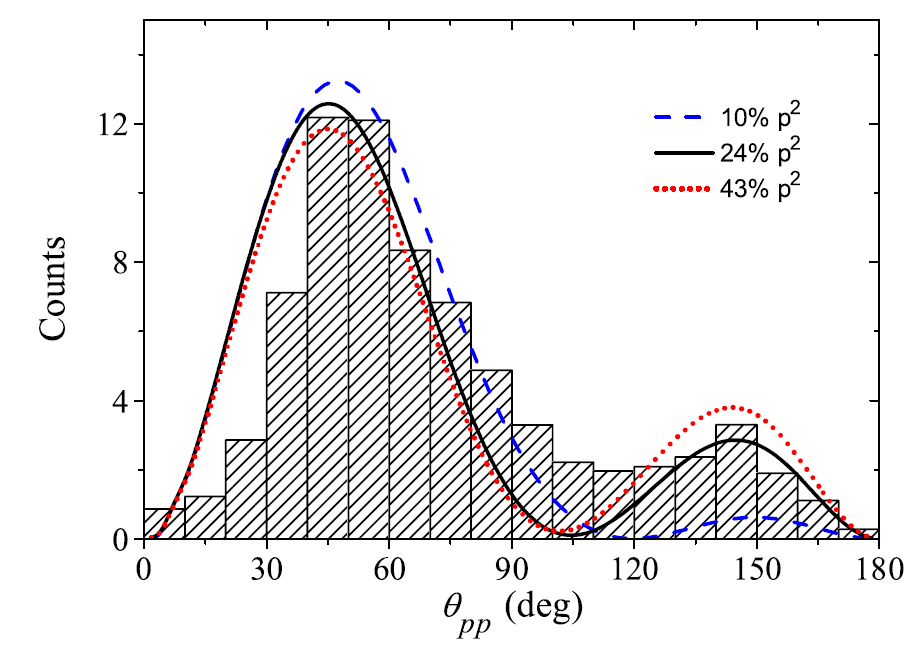 12
8
4
0
Counts
10% p²
24% p²
43% p²
0 30 60 90 120 150 180
θpp (deg)